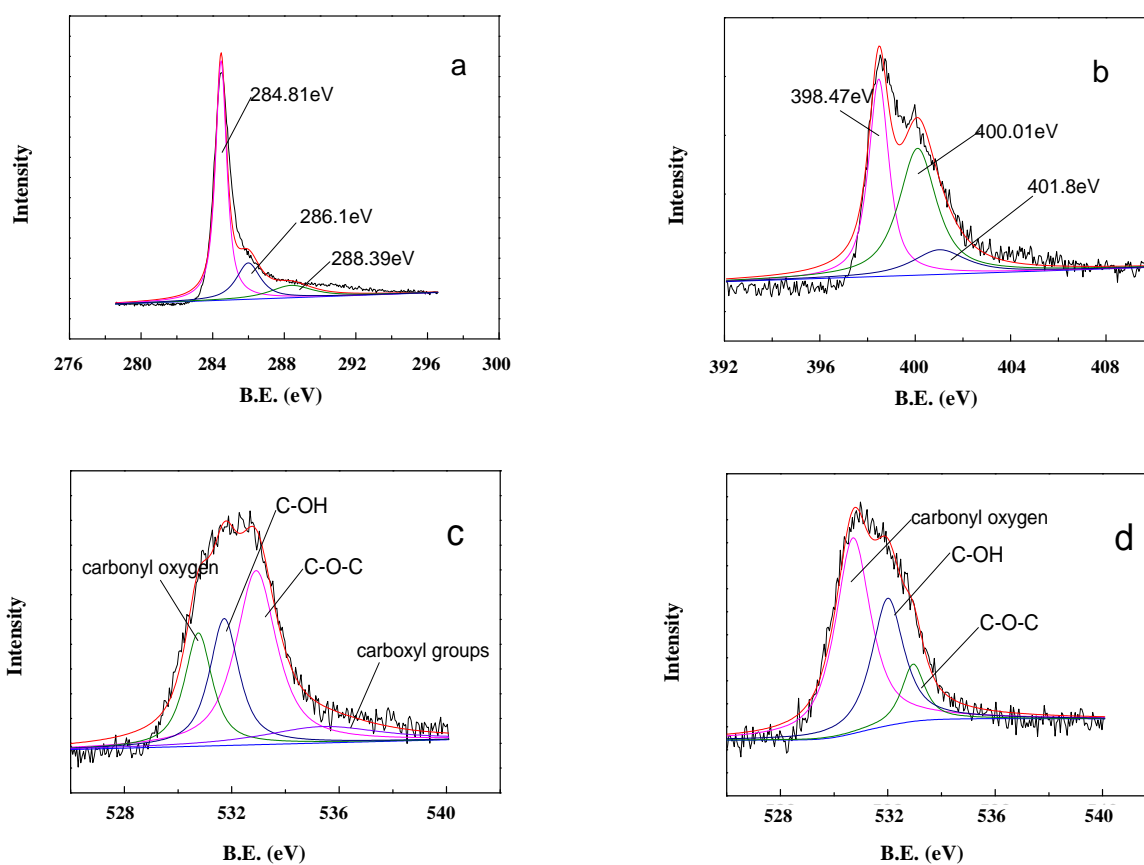 a
284.81eV
286.1eV
288.39eV
Intensity
276 280 284 288 292 296 300
B.E. (eV)
b
398.47eV
400.01eV
401.8eV
Intensity
392 396 400 404 408
B.E. (eV)
c
C-OH
carbonyl oxygen
C-O-C
carboxyl groups
Intensity
528 532 536 540
B.E. (eV)
d
carbonyl oxygen
C-OH
C-O-C
Intensity
528 532 536 540
B.E. (eV)